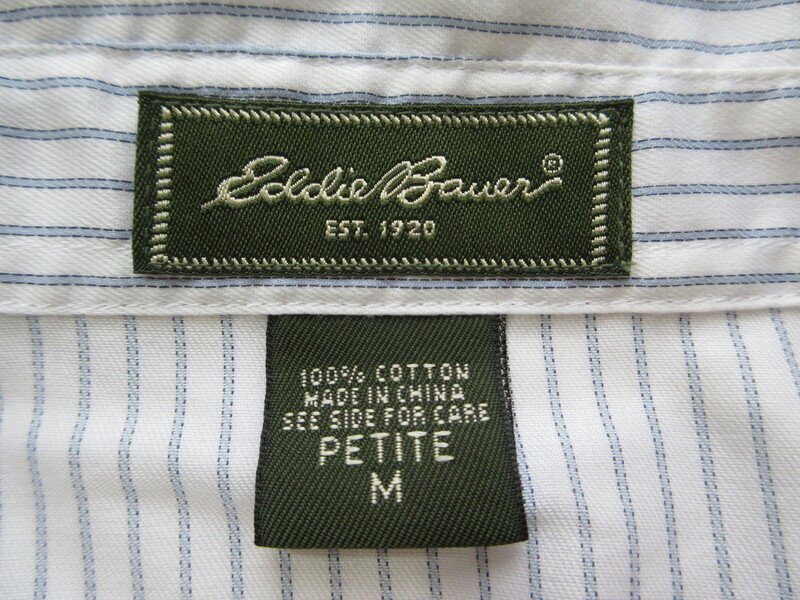 Eddie Bauer®
EST. 1920
100% COTTON
MADE IN CHINA
SEE SIDE FOR CARE
PETITE
M